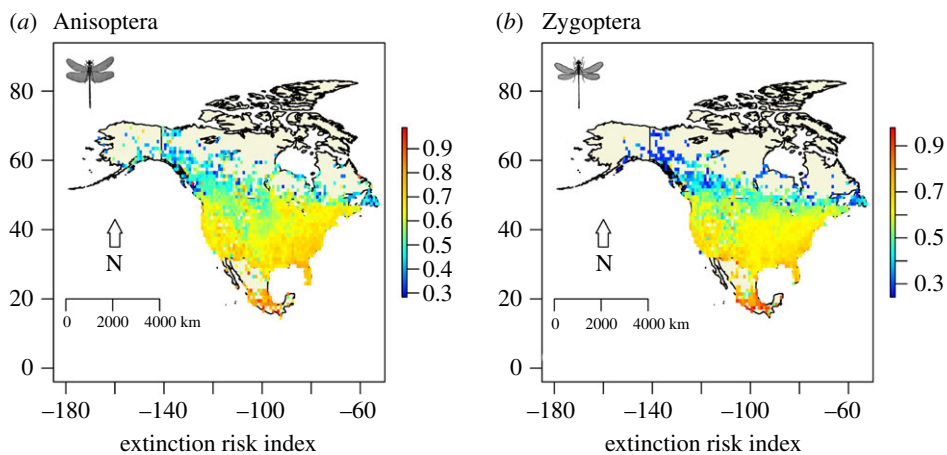 (a) Anisoptera
(b) Zygoptera
80
60
40
20
0
N
0 2000 4000 km
–180 –140 –100 –60
extinction risk index
0.9
0.8
0.7
0.6
0.5
0.4
0.3
80
60
40
20
0
N
0 2000 4000 km
–180 –140 –100 –60
extinction risk index
0.9
0.7
0.5
0.3